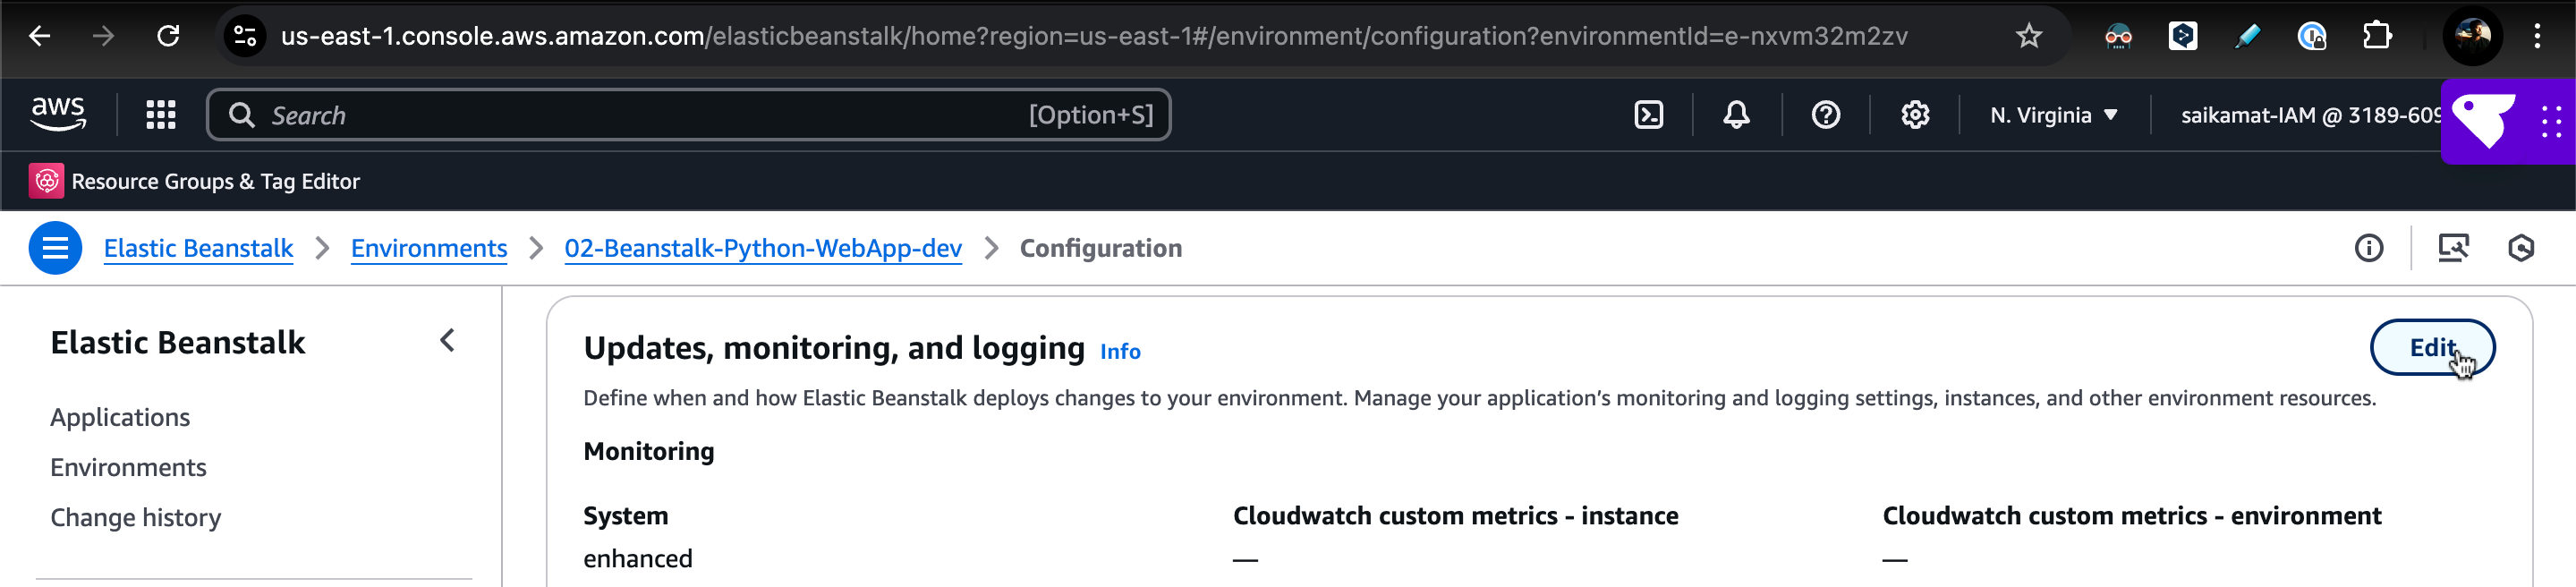 us-east-1.console.aws.amazon.com/elasticbeanstalk/home?region=us-east-1#/environment/configuration?environmentId=e-nxvm32m2zv
aws Search [Option+S] N. Virginia saikamat-IAM @ 3189-609
Resource Groups & Tag Editor
Elastic Beanstalk Environments 02-Beanstalk-Python-WebApp-dev Configuration
Elastic Beanstalk
Applications
Environments
Change history
Updates, monitoring, and logging Info
Edit
Define when and how Elastic Beanstalk deploys changes to your environment. Manage your application’s monitoring and logging settings, instances, and other environment resources.
Monitoring
System
enhanced
Cloudwatch custom metrics - instance
—
Cloudwatch custom metrics - environment
—